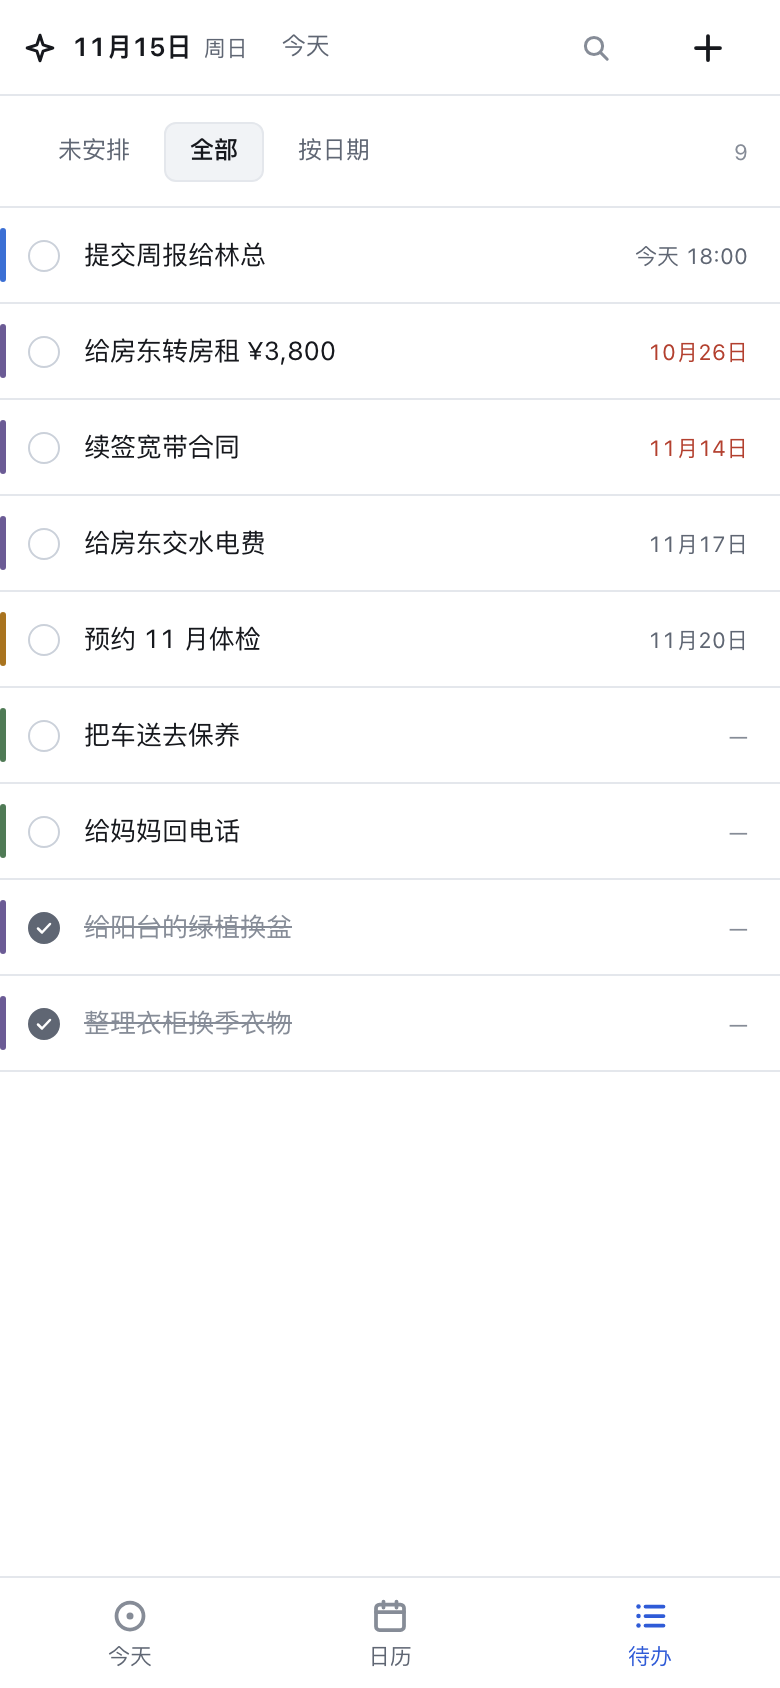 11月15日 周日 今天
未安排 全部 按日期 9
提交周报给林总 今天 18:00
给房东转房租 ¥3,800 10月26日
续签宽带合同 11月14日
给房东交水电费 11月17日
预约 11 月体检 11月20日
把车送去保养 —
给妈妈回电话 —
给阳台的绿植换盆 —
整理衣柜换季衣物 —
今天 日历 待办